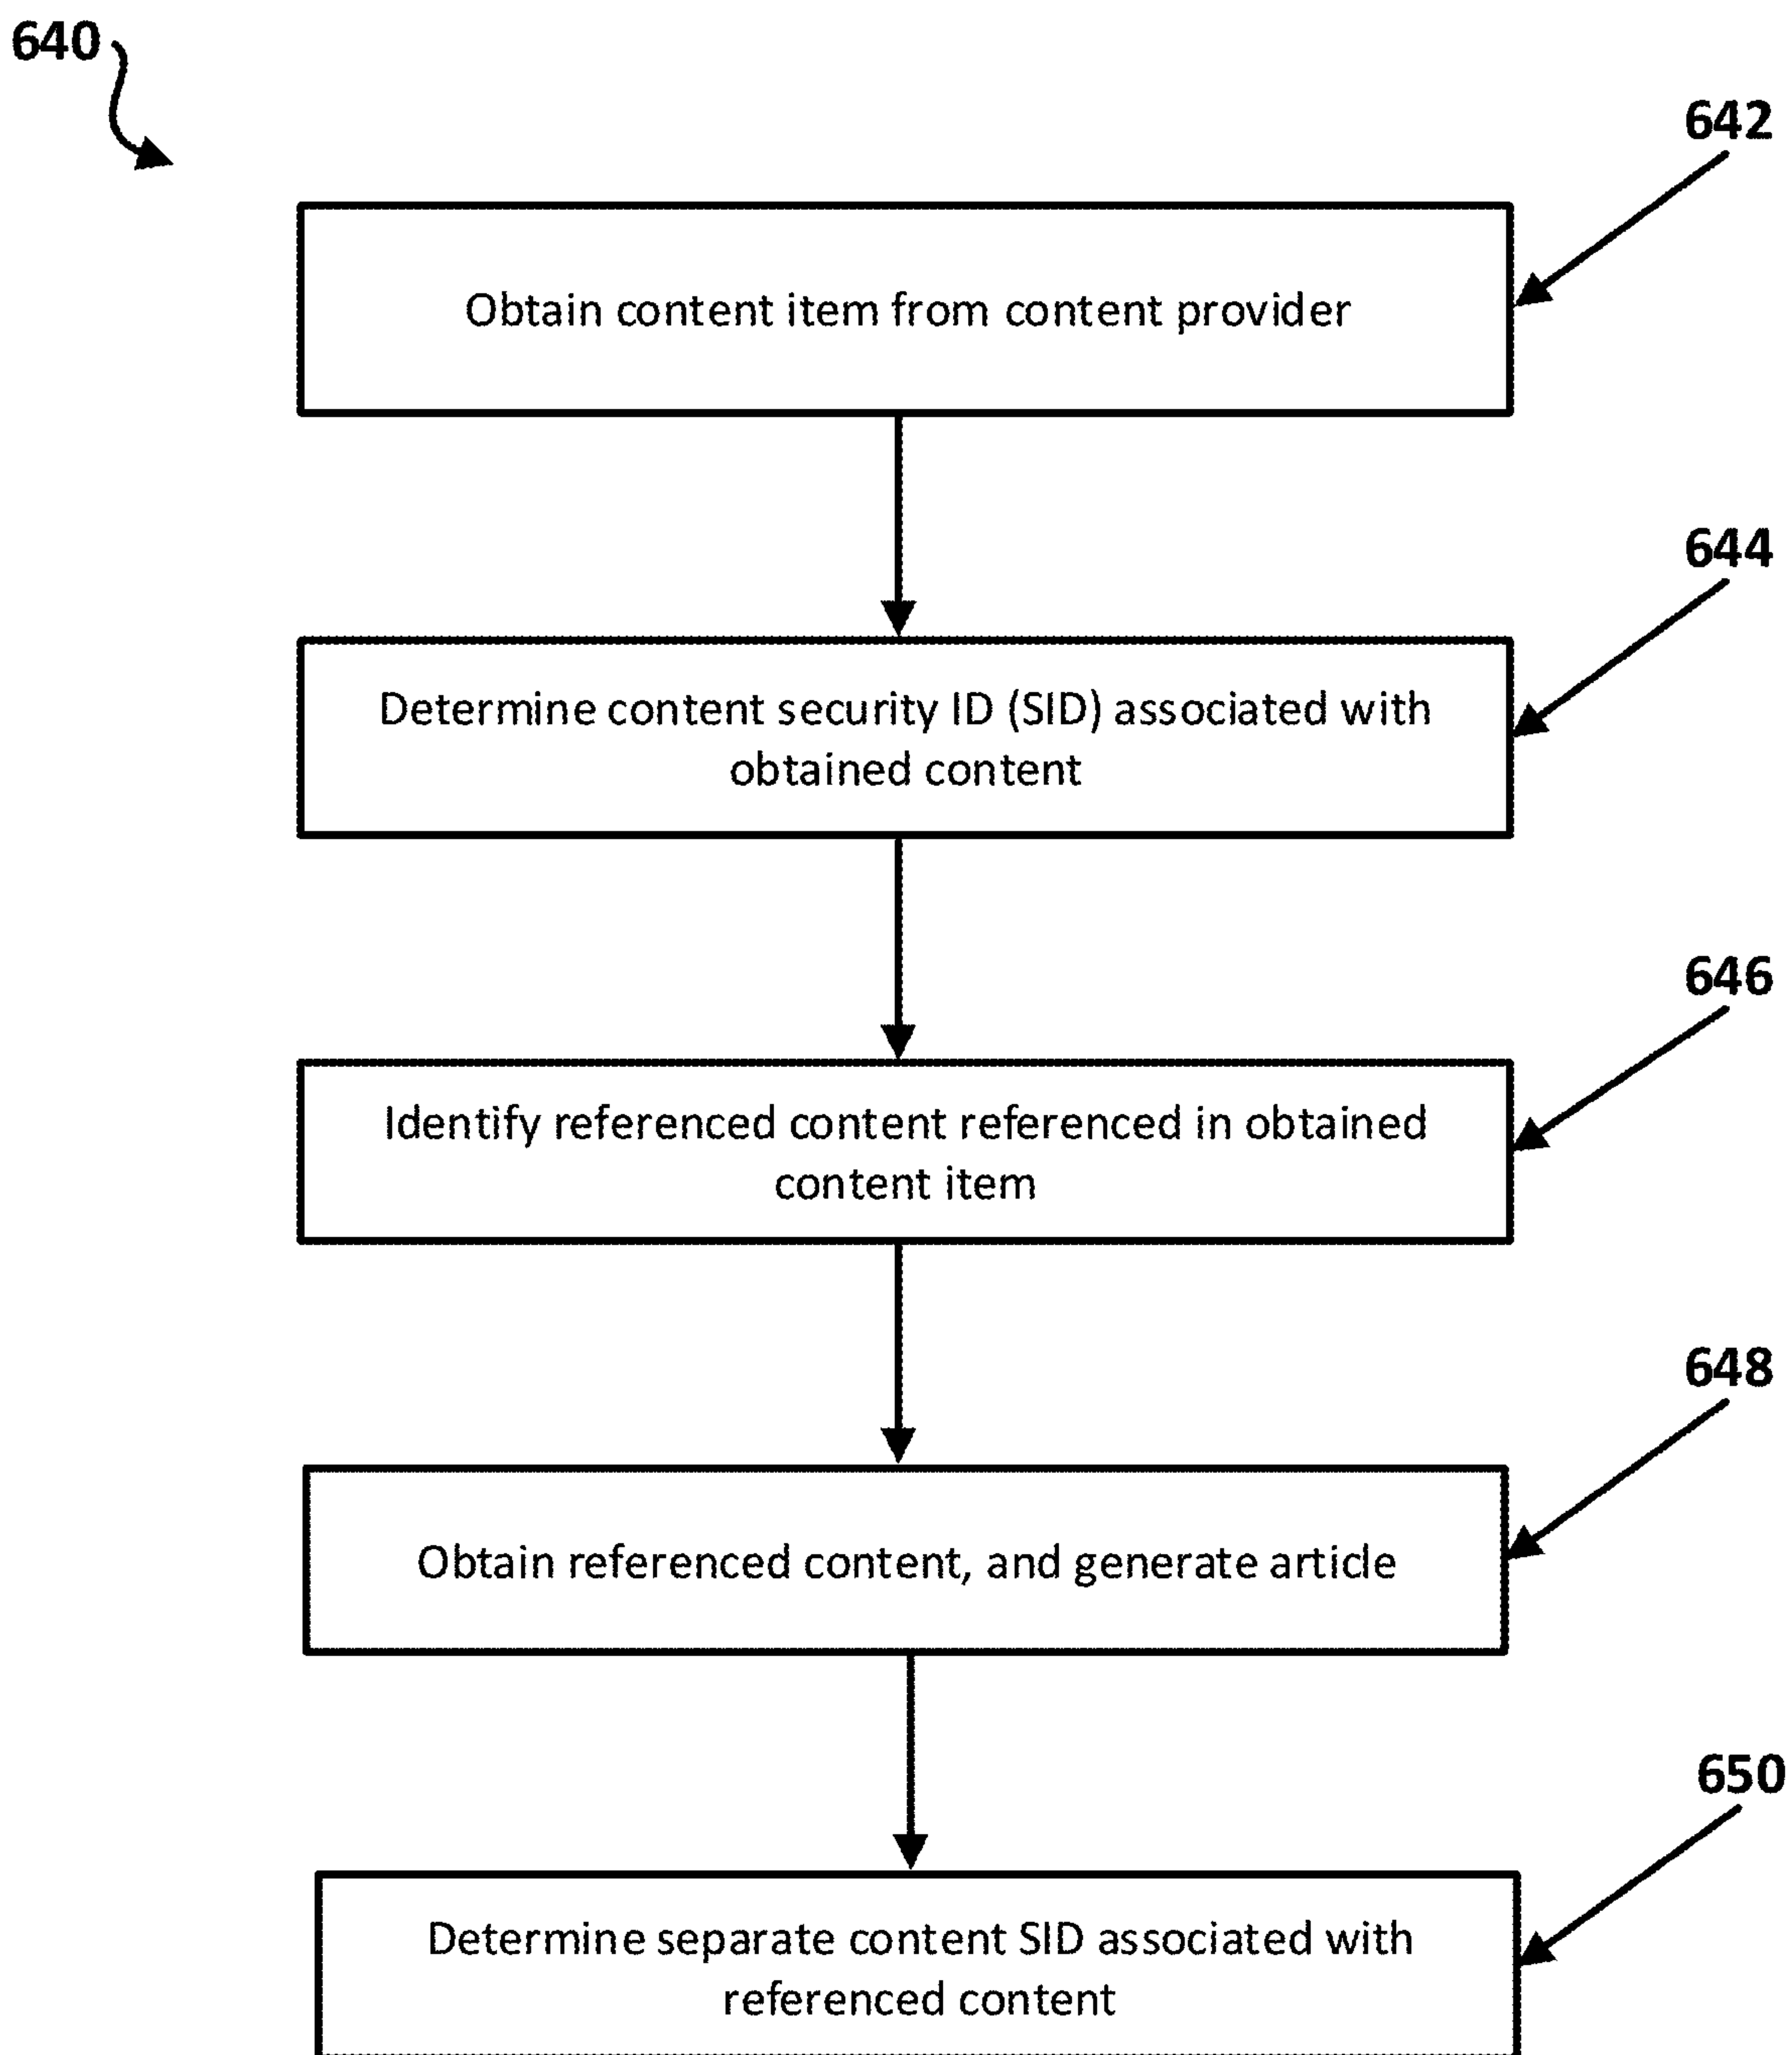 640
642
Obtain content item from content provider
644
Determine content security ID (SID) associated with
obtained content
646
Identify referenced content referenced in obtained
content item
648
Obtain referenced content, and generate article
650
Determine separate content SID associated with
referenced content